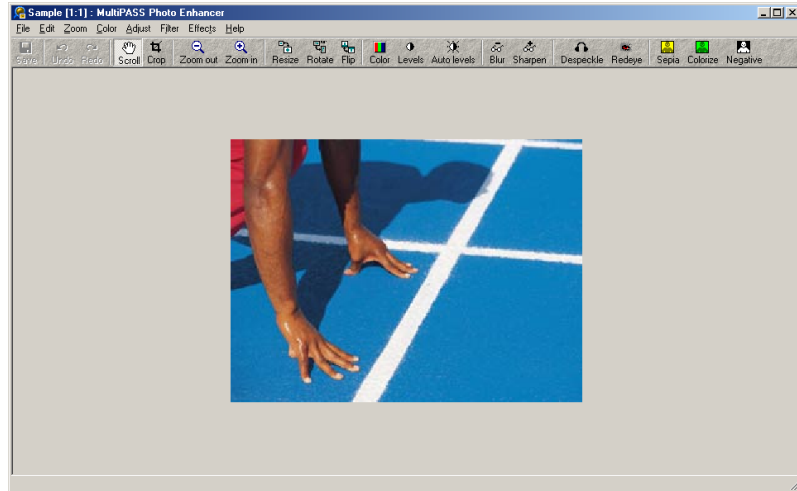 Sample [1:1] : MultiPASS Photo Enhancer
File Edit Zoom Color Adjust Filter Effects Help
Save Undo Redo Scroll Crop Zoom out Zoom in Resize Rotate Flip Color Levels Auto levels Blur Sharpen Despeckle Redeye Sepia Colorize Negative